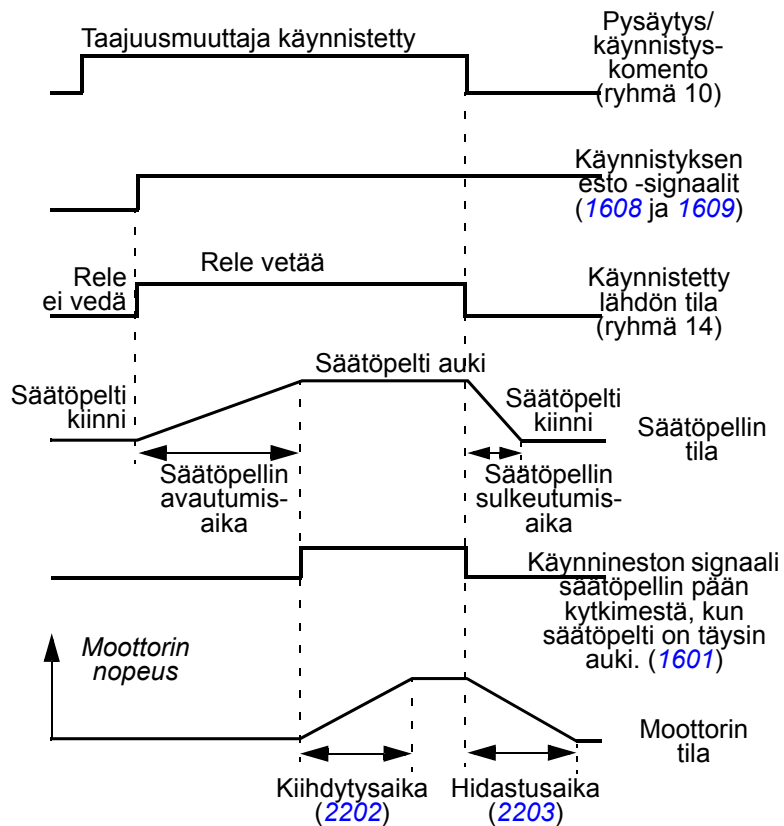 Taajuusmuuttaja käynnistetty
Pysäytys/
käynnistys-
komento
(ryhmä 10)
Käynnistyksen
esto -signaalit
(1608 ja 1609)
Rele
ei vedä
Rele vetää
Käynnistetty
lähdön tila
(ryhmä 14)
Säätöpelti
kiinni
Säätöpelti auki
Säätöpelti
kiinni
Säätöpellin
tila
Säätöpellin
avautumis-
aika
Säätöpellin
sulkeutumis-
aika
Käynnineston signaali
säätöpellin pään
kytkimestä, kun
säätöpelti on täysin
auki. (1601)
Moottorin
nopeus
Moottorin
tila
Kiihdytysaika
(2202)
Hidastusaika
(2203)